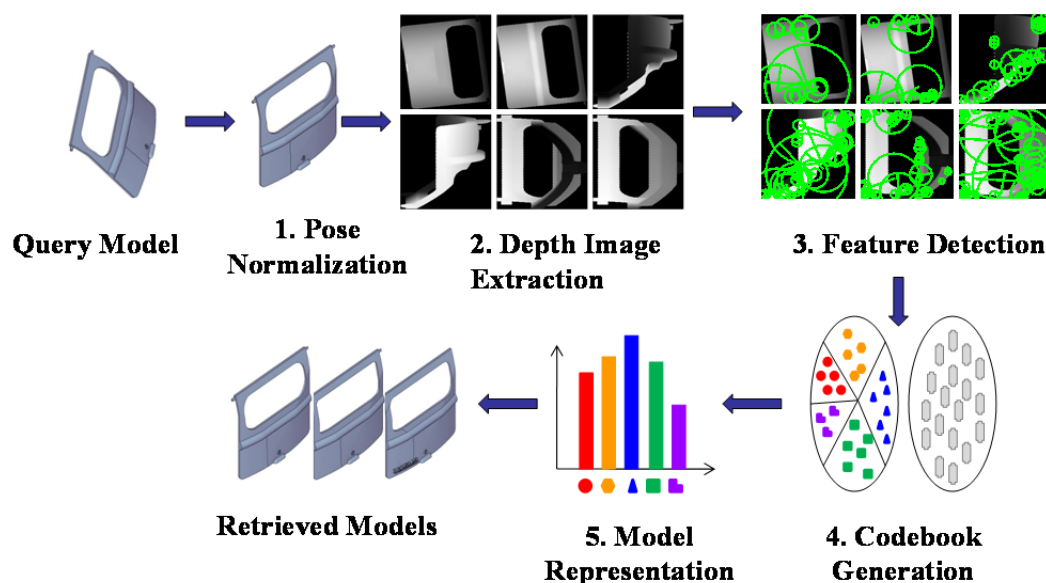 Query Model
1. Pose
Normalization
2. Depth Image
Extraction
3. Feature Detection
Retrieved Models
5. Model
Representation
4. Codebook
Generation